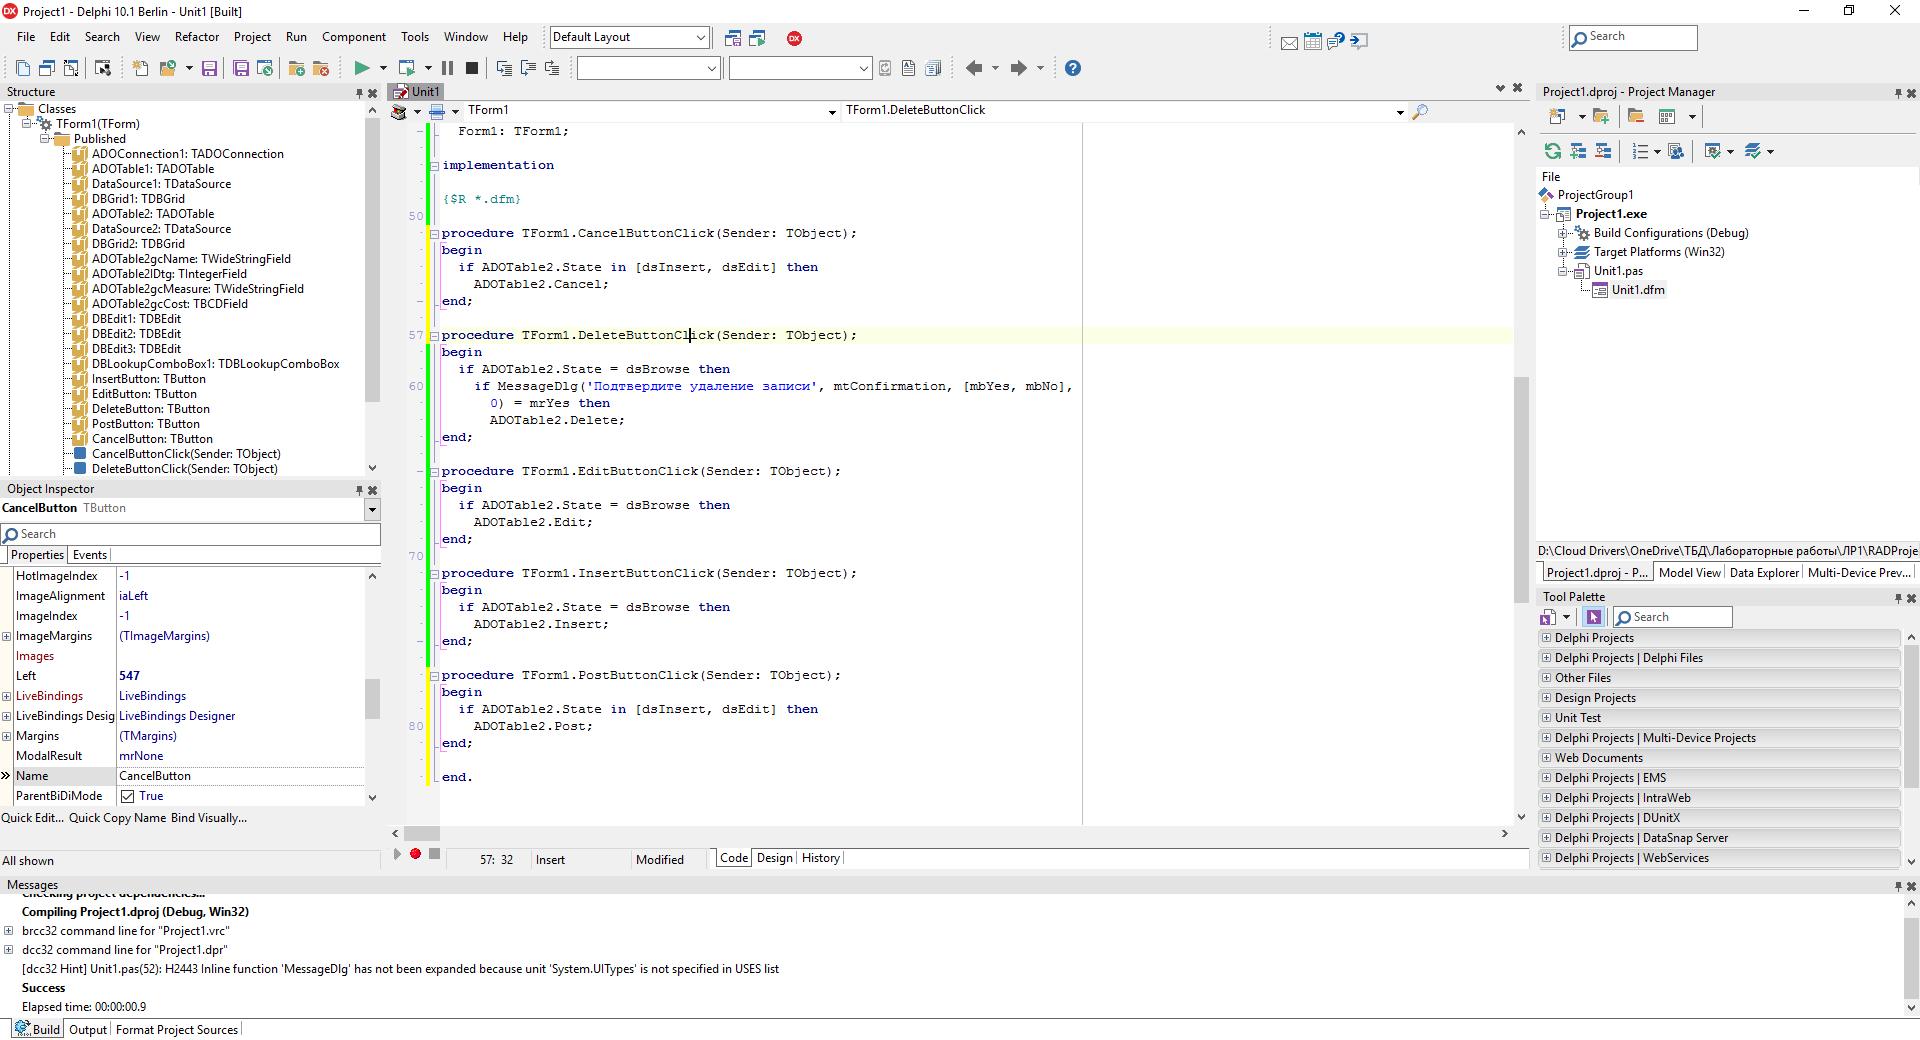 Project1 - Delphi 10.1 Berlin - Unit1 [Built]
File Edit Search View Refactor Project Run Component Tools Window Help
Default Layout
Search
Structure
Classes
TForm1(TForm)
Published
ADOConnection1: TADOConnection
ADOTable1: TADOTable
DataSource1: TDataSource
DBGrid1: TDBGrid
ADOTable2: TADOTable
DataSource2: TDataSource
DBGrid2: TDBGrid
ADOTable2gcName: TWideStringField
ADOTable2IDtg: TIntegerField
ADOTable2gcMeasure: TWideStringField
ADOTable2gcCost: TBCDField
DBEdit1: TDBEdit
DBEdit2: TDBEdit
DBEdit3: TDBEdit
DBLookupComboBox1: TDBLookupComboBox
InsertButton: TButton
EditButton: TButton
DeleteButton: TButton
PostButton: TButton
CancelButton: TButton
CancelButtonClick(Sender: TObject)
DeleteButtonClick(Sender: TObject)
Object Inspector
CancelButton TButton
Search
Properties Events
HotImageIndex -1
ImageAlignment iaLeft
ImageIndex -1
ImageMargins (TImageMargins)
Images
Left 547
LiveBindings LiveBindings
LiveBindings Desig LiveBindings Designer
Margins (TMargins)
ModalResult mrNone
Name CancelButton
ParentBiDiMode True
Quick Edit... Quick Copy Name Bind Visually...
All shown
Unit1
TForm1 TForm1.DeleteButtonClick
Form1: TForm1;
implementation
{$R *.dfm}
50
procedure TForm1.CancelButtonClick(Sender: TObject);
begin
if ADOTable2.State in [dsInsert, dsEdit] then
ADOTable2.Cancel;
end;
57 procedure TForm1.DeleteButtonClick(Sender: TObject);
begin
if ADOTable2.State = dsBrowse then
60 if MessageDlg('Подтвердите удаление записи', mtConfirmation, [mbYes, mbNo],
0) = mrYes then
ADOTable2.Delete;
end;
procedure TForm1.EditButtonClick(Sender: TObject);
begin
if ADOTable2.State = dsBrowse then
ADOTable2.Edit;
end;
70
procedure TForm1.InsertButtonClick(Sender: TObject);
begin
if ADOTable2.State = dsBrowse then
ADOTable2.Insert;
end;
procedure TForm1.PostButtonClick(Sender: TObject);
begin
if ADOTable2.State in [dsInsert, dsEdit] then
80 ADOTable2.Post;
end;
end.
57: 32 Insert Modified Code Design History
Project1.dproj - Project Manager
File
ProjectGroup1
Project1.exe
Build Configurations (Debug)
Target Platforms (Win32)
Unit1.pas
Unit1.dfm
D:\Cloud Drivers\OneDrive\ТБД\Лабораторные работы\ЛР1\RADProje
Project1.dproj - P... Model View Data Explorer Multi-Device Prev...
Tool Palette
Search
Delphi Projects
Delphi Projects | Delphi Files
Other Files
Design Projects
Unit Test
Delphi Projects | Multi-Device Projects
Web Documents
Delphi Projects | EMS
Delphi Projects | IntraWeb
Delphi Projects | DUnitX
Delphi Projects | DataSnap Server
Delphi Projects | WebServices
Messages
Checking project dependencies...
Compiling Project1.dproj (Debug, Win32)
brcc32 command line for "Project1.vrc"
dcc32 command line for "Project1.dpr"
[dcc32 Hint] Unit1.pas(52): H2443 Inline function 'MessageDlg' has not been expanded because unit 'System.UITypes' is not specified in USES list
Success
Elapsed time: 00:00:00.9
Build Output Format Project Sources